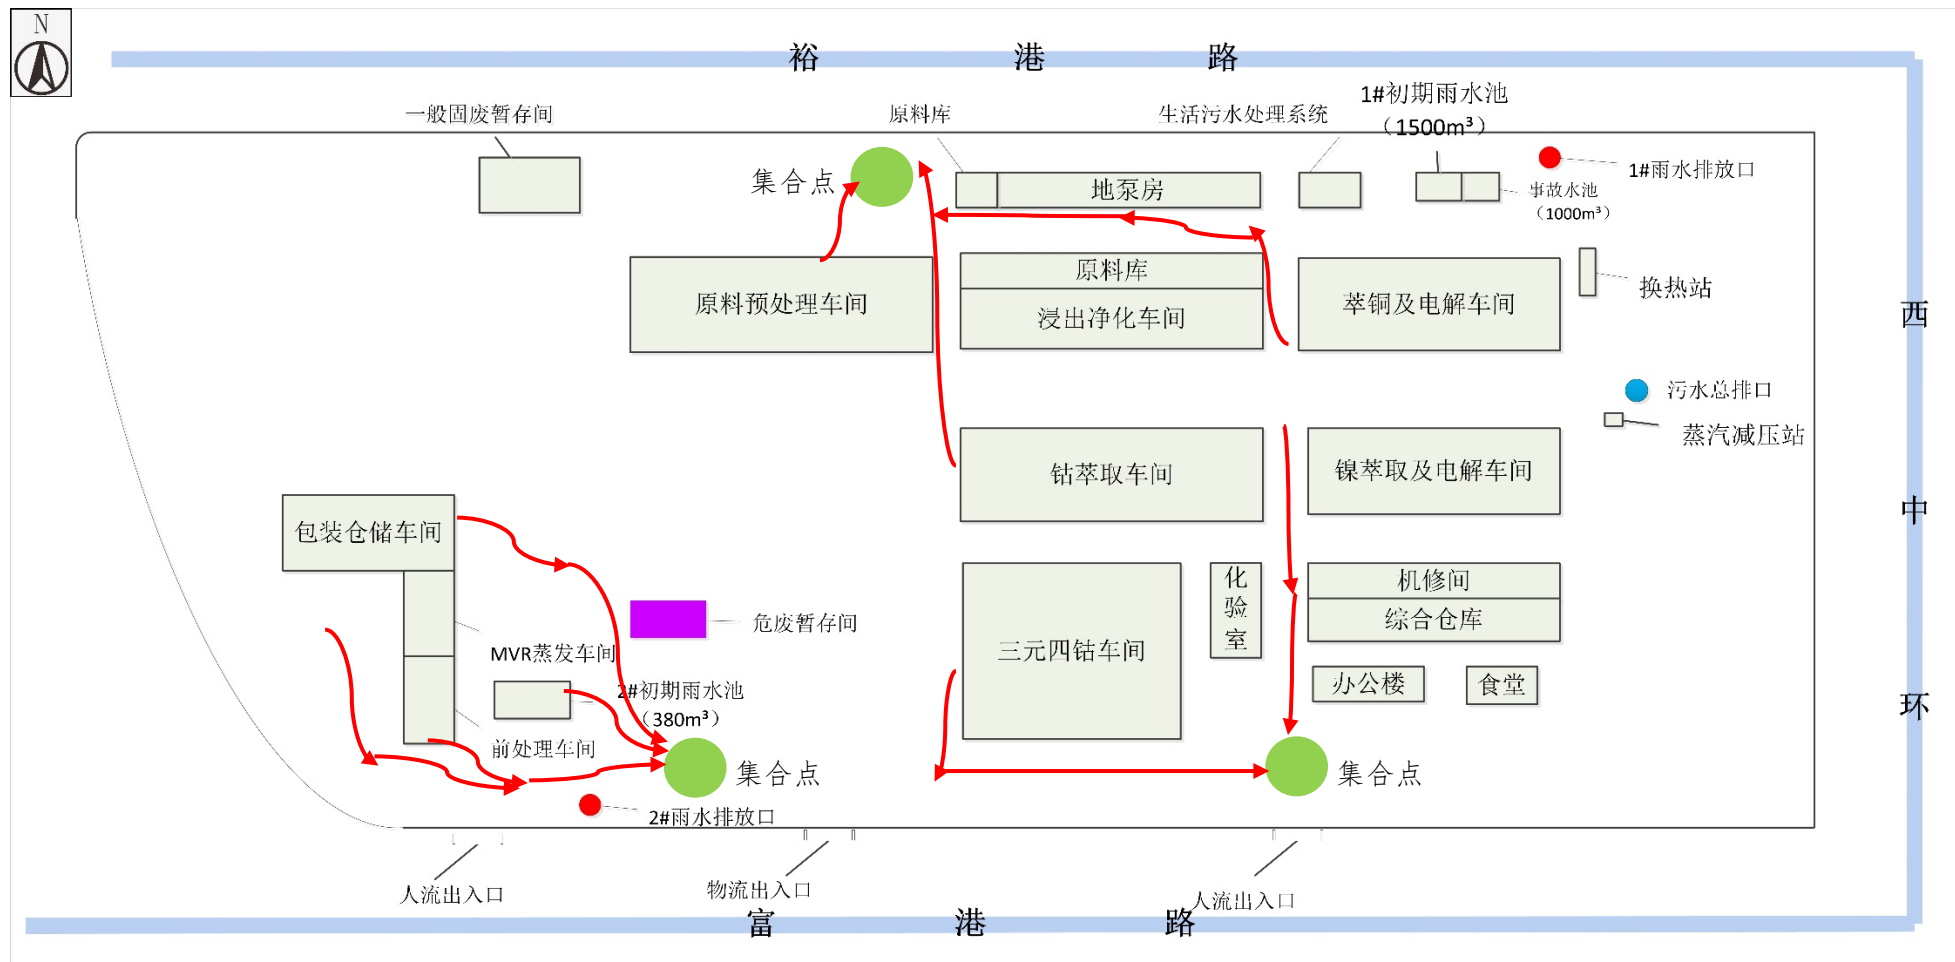 N
裕 港 路
一般固废暂存间
原料库
生活污水处理系统
1#初期雨水池
（1500m³）
集合点
地泵房
1#雨水排放口
事故水池
（1000m³）
原料预处理车间
原料库
浸出净化车间
萃铜及电解车间
换热站
西 中 环
污水总排口
蒸汽减压站
钴萃取车间
镍萃取及电解车间
包装仓储车间
MVR蒸发车间
危废暂存间
三元四钴车间
化验室
机修间
综合仓库
办公楼
食堂
2#初期雨水池
（380m³）
前处理车间
集合点
集合点
2#雨水排放口
人流出入口
物流出入口
人流出入口
富 港 路